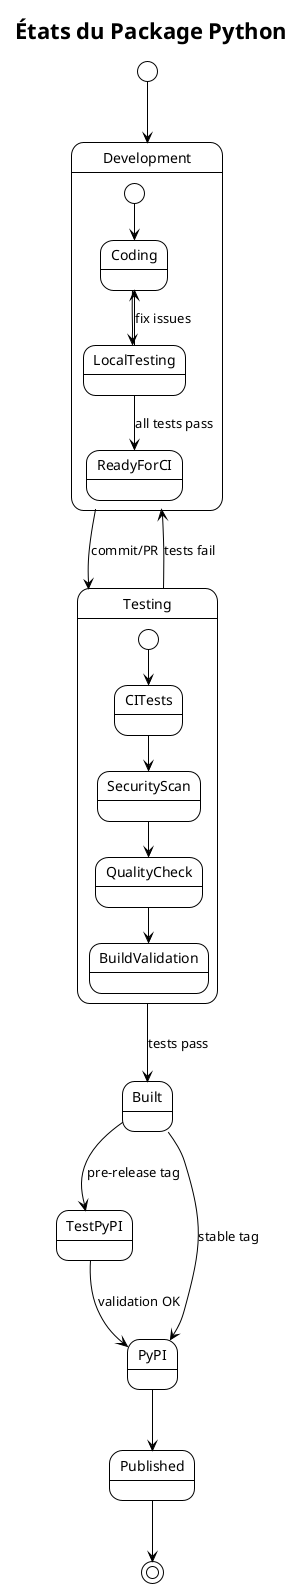 États du Package Python
Development
Coding
fix issues
LocalTesting
all tests pass
ReadyForCI
commit/PR
tests fail
Testing
CITests
SecurityScan
QualityCheck
BuildValidation
tests pass
Built
pre-release tag
TestPyPI
stable tag
validation OK
PyPI
Published